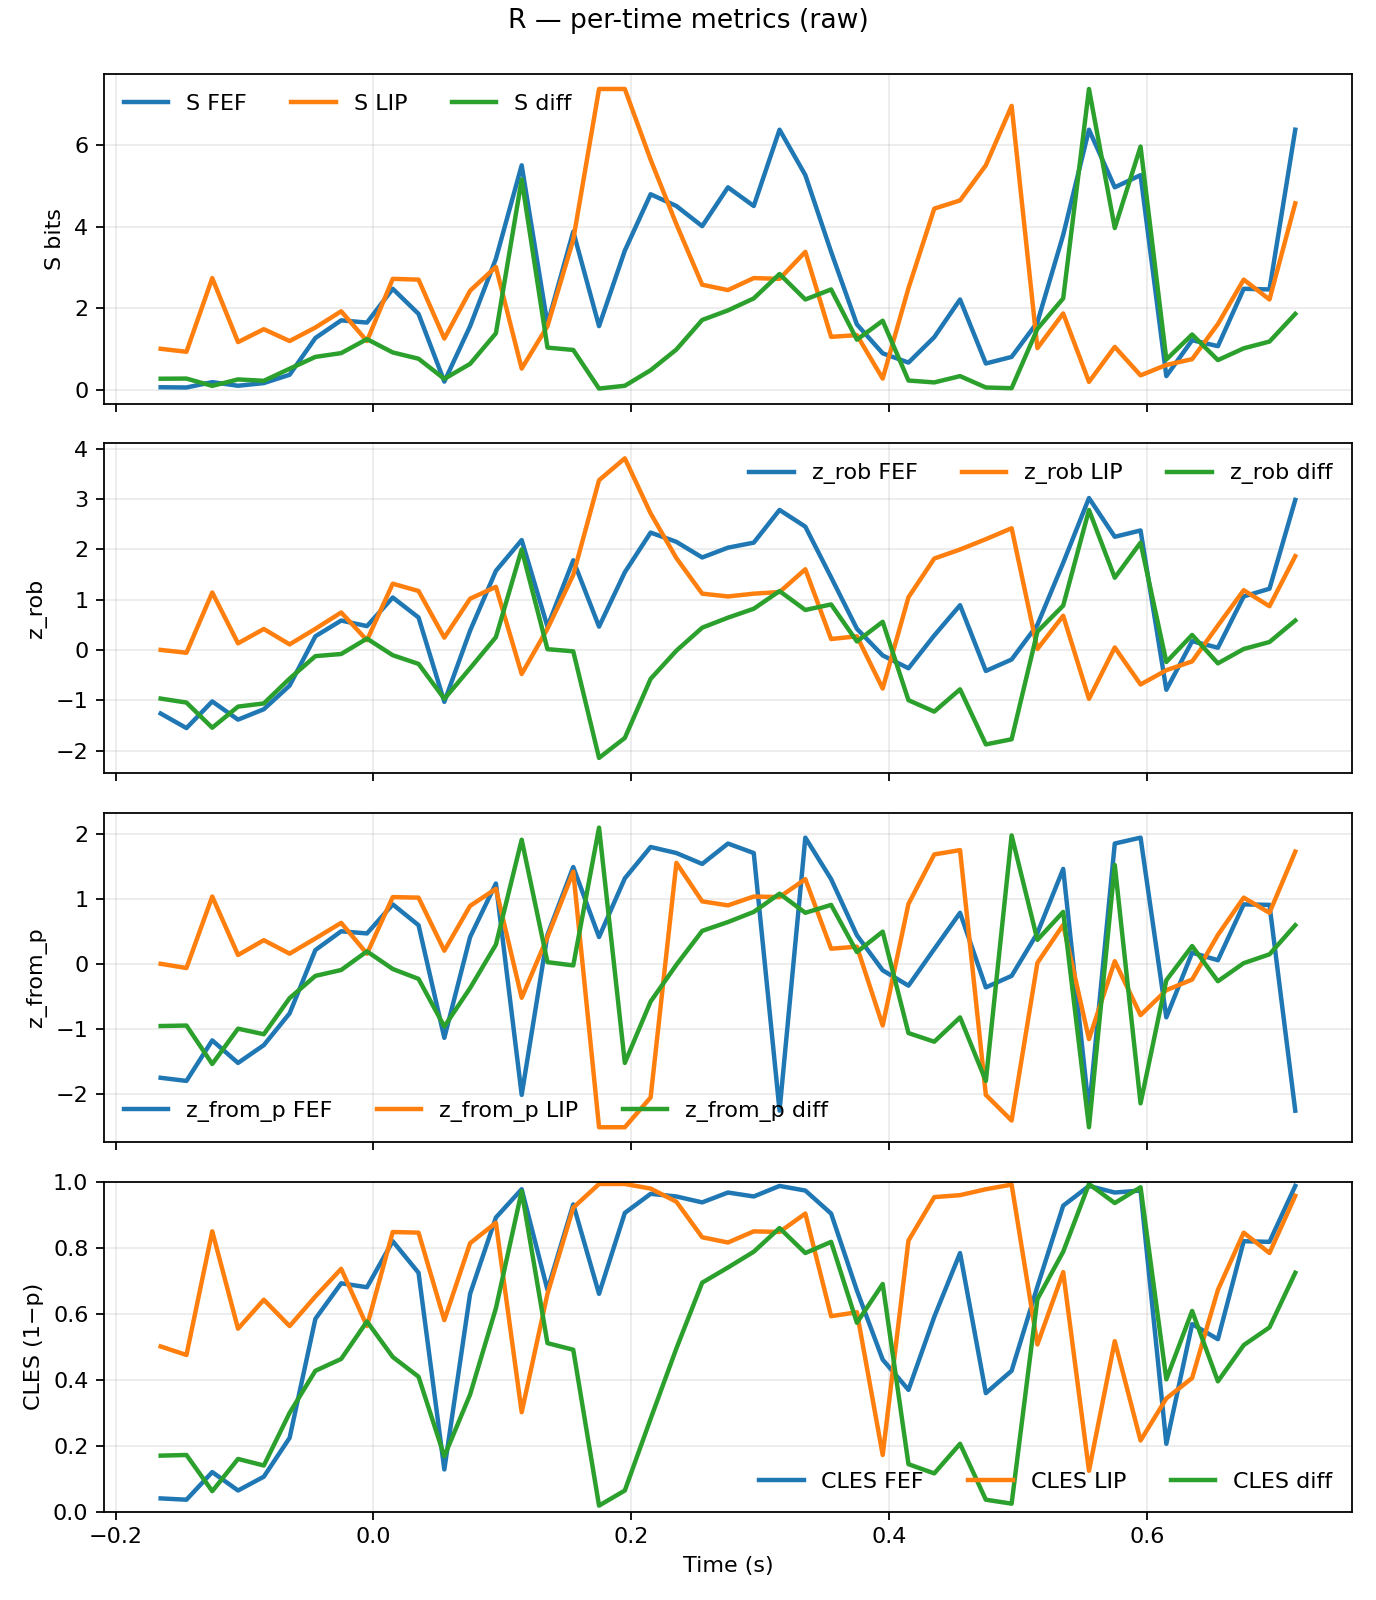 R — per-time metrics (raw)
S FEF S LIP S diff
6
4
2
0
S bits
z_rob FEF z_rob LIP z_rob diff
4
3
2
1
0
−1
−2
z_rob
2
1
0
−1
−2
z_from_p
z_from_p FEF z_from_p LIP z_from_p diff
1.0
0.8
0.6
0.4
0.2
0.0
CLES (1−p)
CLES FEF CLES LIP CLES diff
−0.2 0.0 0.2 0.4 0.6
Time (s)